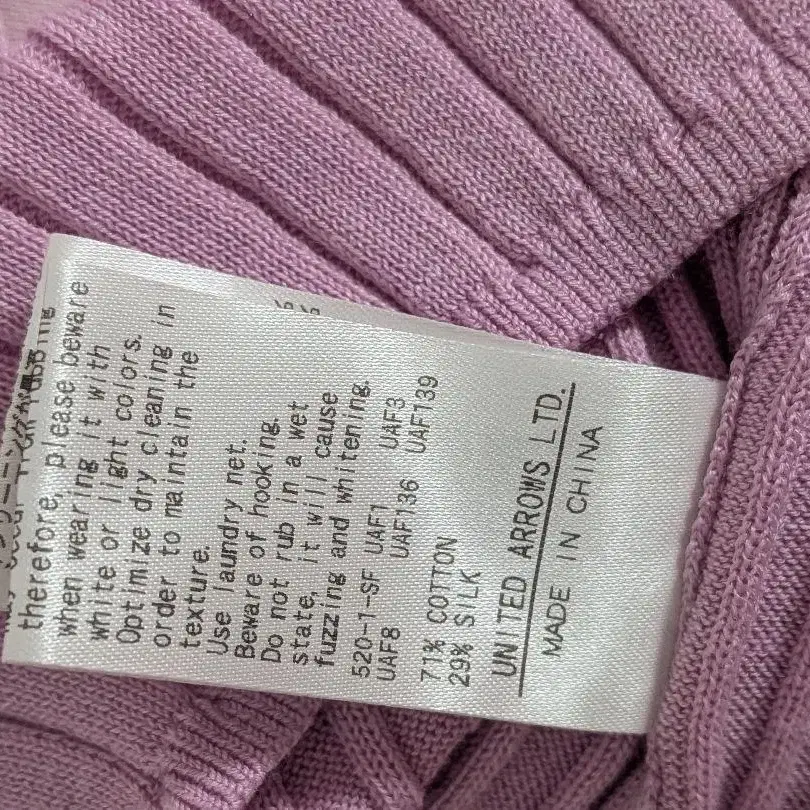 therefore, please beware
when wearing it with
white or light colors.
Optimize dry cleaning in
order to maintain the
texture.
Use laundry net.
Beware of hooking.
Do not rub in a wet
state, it will cause
fuzzing and whitening.
520-1-SF UAF1 UAF3
UAF8 UAF136 UAF139
71% COTTON
29% SILK
UNITED ARROWS LTD.
MADE IN CHINA